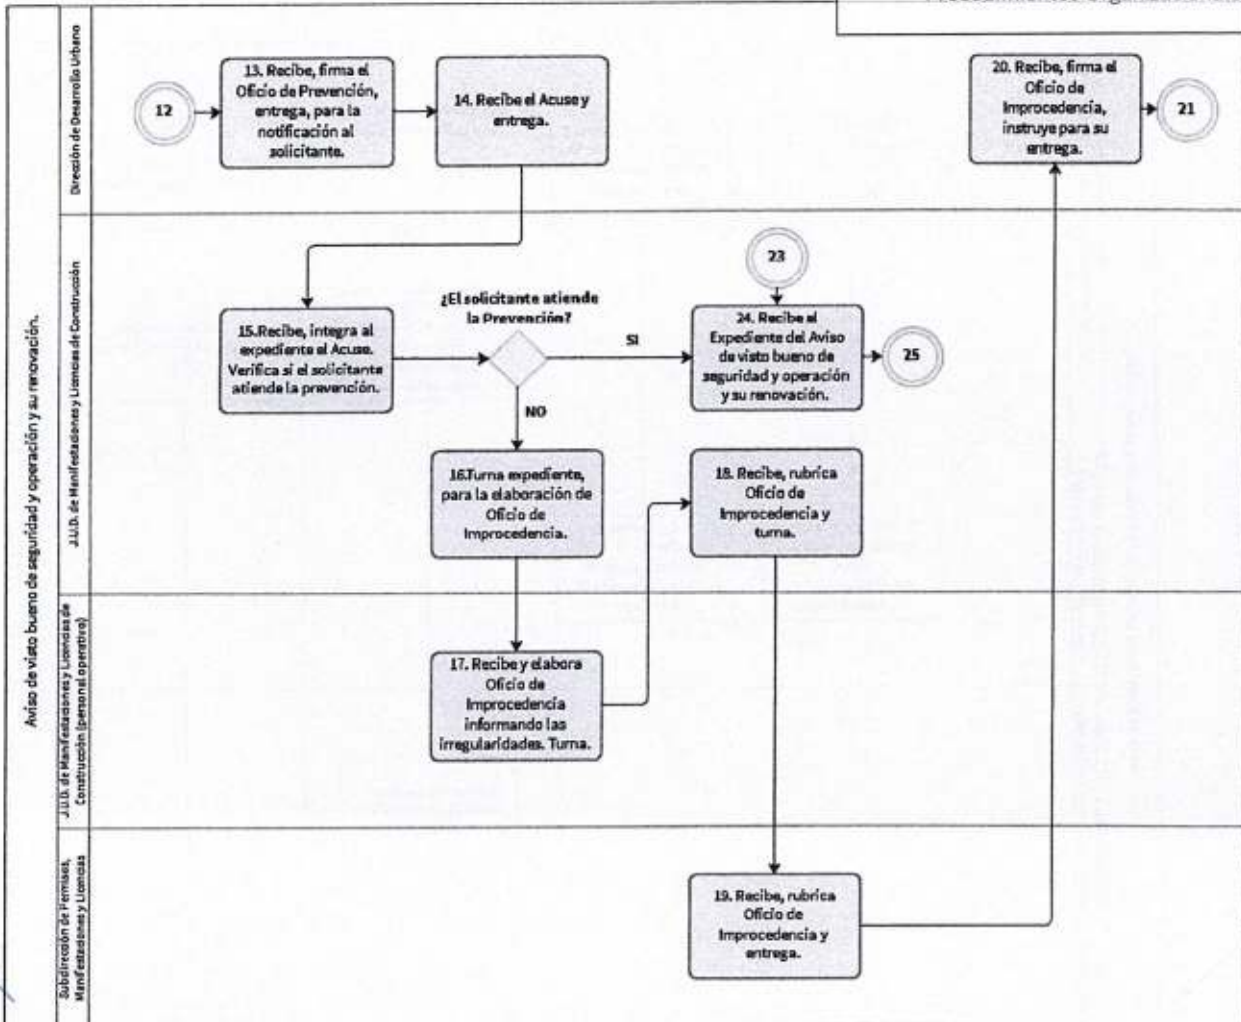 Aviso de visto bueno de seguridad y operación y su renovación.
Dirección de Desarrollo Urbano
12
13. Recibe, firma el
Oficio de Prevención,
entrega, para la
notificación al
solicitante.
14. Recibe el Acuse y
entrega.
20. Recibe, firma el
Oficio de
Improcedencia,
instruye para su
entrega.
21
J.U.D. de Manifestaciones y Licencias de Construcción
15.Recibe, integra al
expediente el Acuse.
Verifica si el solicitante
atiende la prevención.
¿El solicitante atiende
la Prevención?
SI
NO
23
24. Recibe el
Expediente del Aviso
de visto bueno de
seguridad y operación
y su renovación.
25
16.Turna expediente,
para la elaboración de
Oficio de
Improcedencia.
18. Recibe, rubrica
Oficio de
Improcedencia y
turna.
J.U.D. de Manifestaciones y Licencias de
Construcción (personal operativo)
17. Recibe y elabora
Oficio de
Improcedencia
informando las
irregularidades. Turna.
Subdirección de Permisos,
Manifestaciones y Licencias
19. Recibe, rubrica
Oficio de
Improcedencia y
entrega.